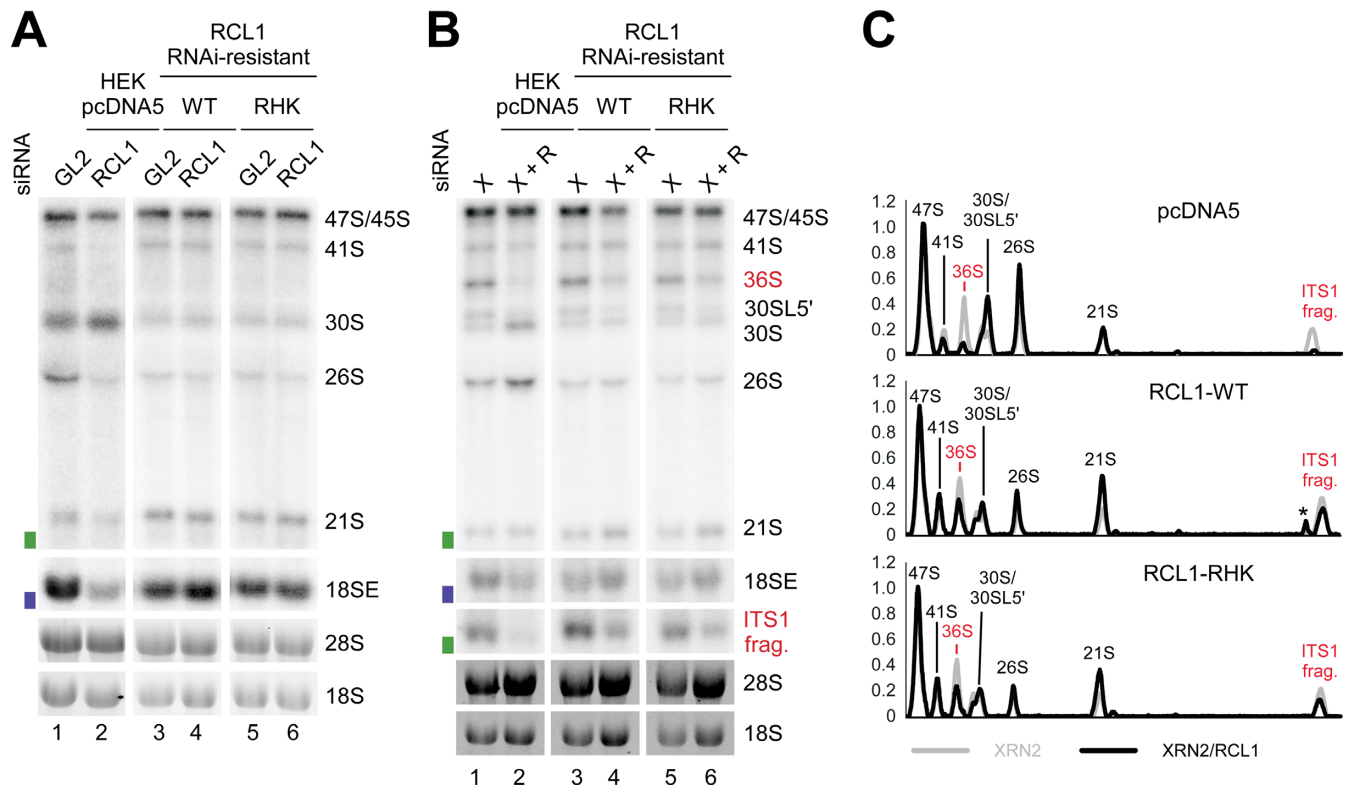 A
RCL1
RNAi-resistant
HEK
pcDNA5
WT
RHK
siRNA
GL2
RCL1
GL2
RCL1
GL2
RCL1
47S/45S
41S
30S
26S
21S
18SE
28S
18S
1 2 3 4 5 6
B
RCL1
RNAi-resistant
HEK
pcDNA5
WT
RHK
siRNA
X
X + R
X
X + R
X
X + R
47S/45S
41S
36S
30SL5'
30S
26S
21S
18SE
ITS1
frag.
28S
18S
1 2 3 4 5 6
C
pcDNA5
1.2
1.0
0.8
0.6
0.4
0.2
0
47S
41S
36S
30S/
30SL5'
26S
21S
ITS1
frag.
RCL1-WT
1.2
1.0
0.8
0.6
0.4
0.2
0
47S
41S
36S
30S/
30SL5'
26S
21S
*
ITS1
frag.
RCL1-RHK
1.2
1.0
0.8
0.6
0.4
0.2
0
47S
41S
36S
30S/
30SL5'
26S
21S
ITS1
frag.
XRN2
XRN2/RCL1